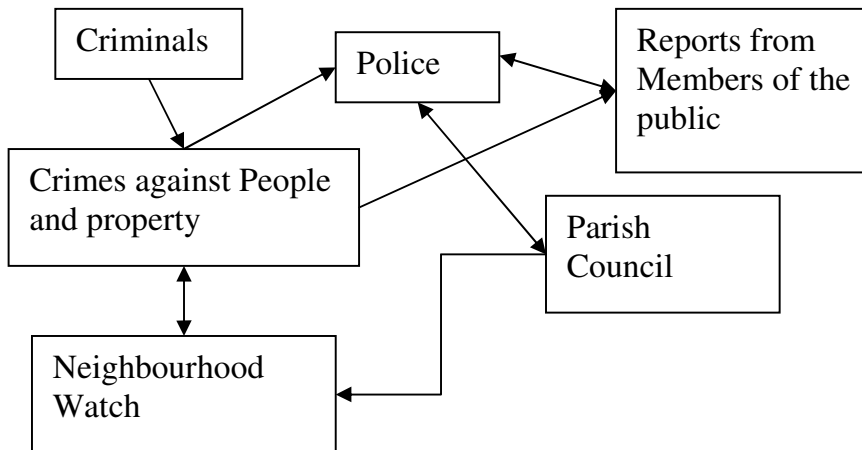 Criminals
Police
Reports from
Members of the
public
Crimes against People
and property
Parish
Council
Neighbourhood
Watch